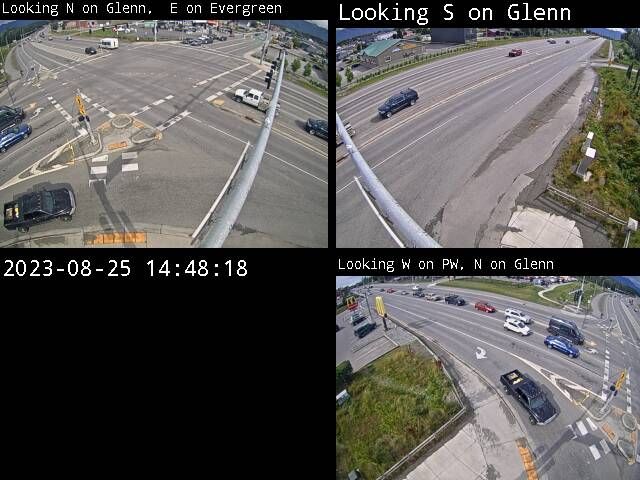 Looking N on Glenn, E on Evergreen
Looking S on Glenn
2023-08-25 14:48:18
Looking W on PW, N on Glenn